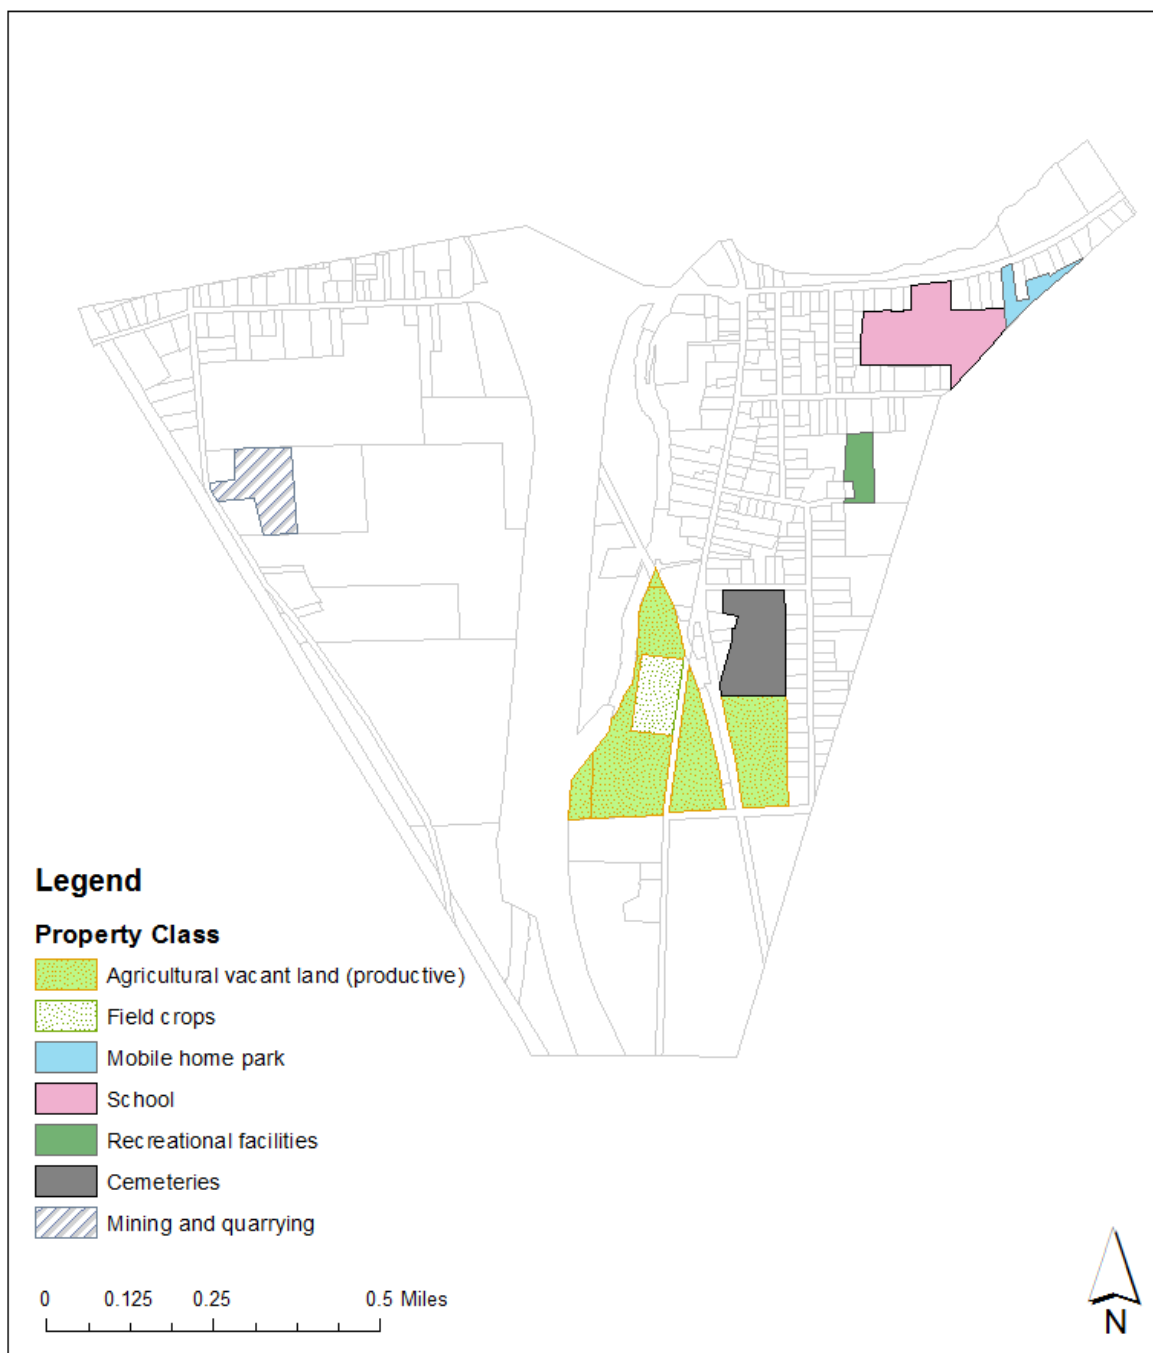 Legend
Property Class
Agricultural vacant land (productive)
Field crops
Mobile home park
School
Recreational facilities
Cemeteries
Mining and quarrying
0 0.125 0.25 0.5 Miles
N